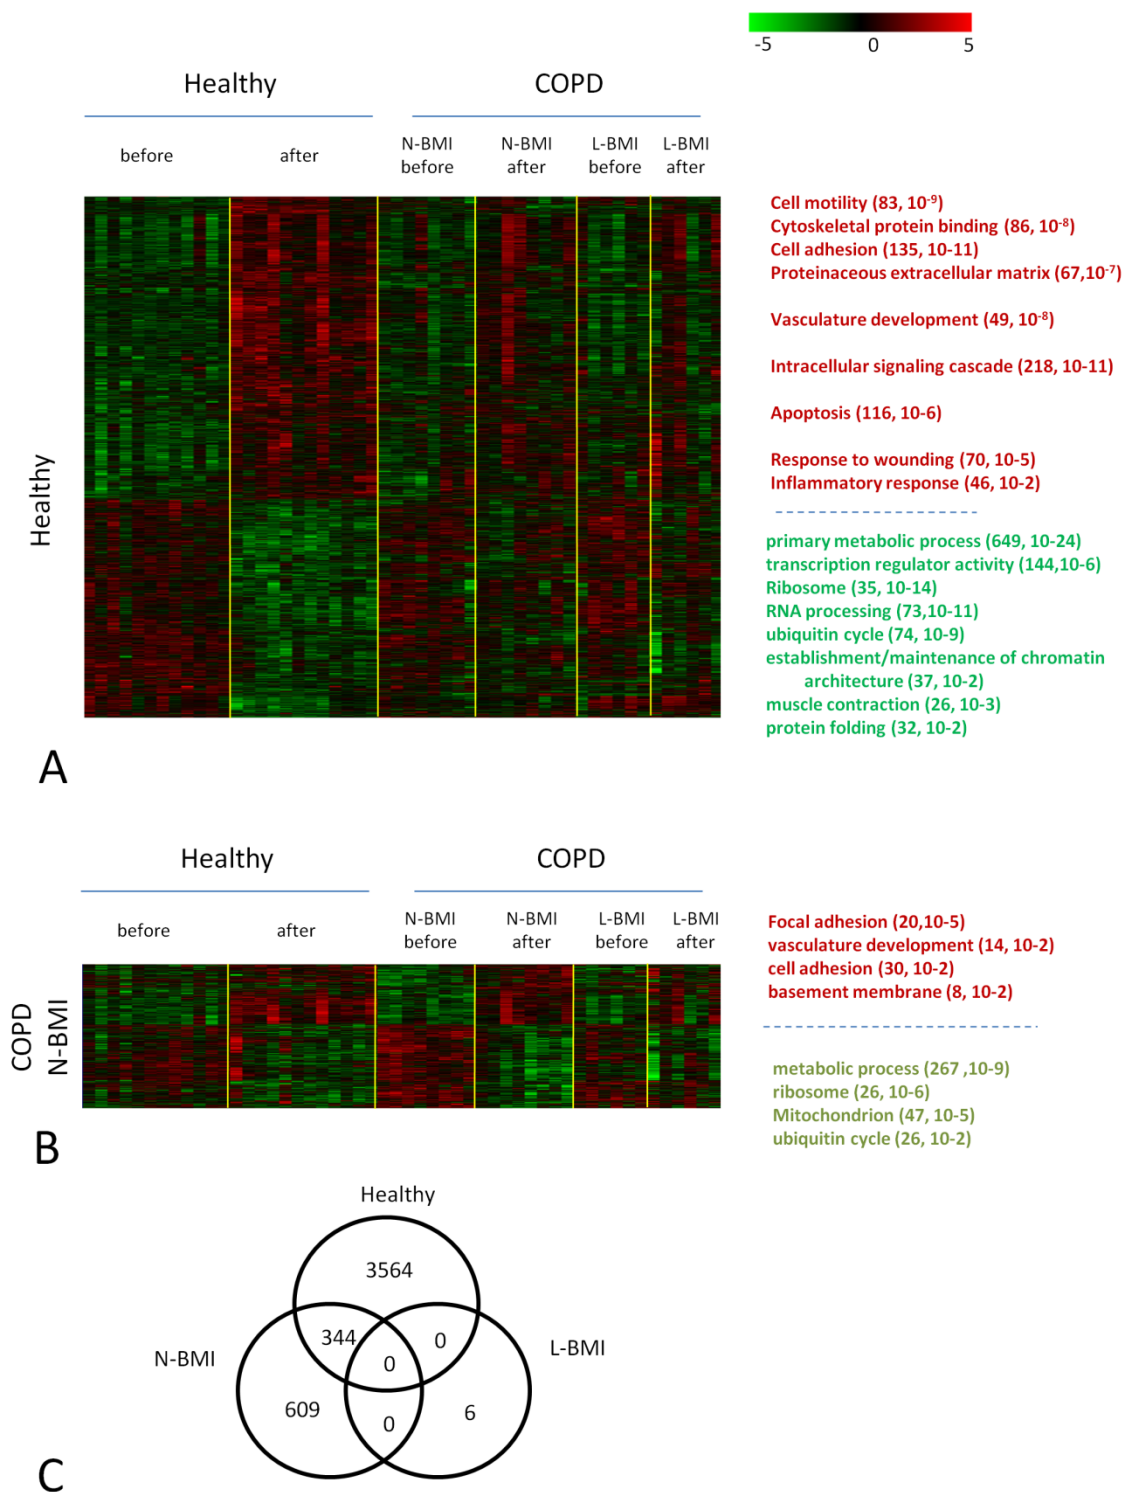 -5 0 5
Healthy COPD
before after N-BMI before N-BMI after L-BMI before L-BMI after
Healthy
Cell motility (83, 10⁻⁹)
Cytoskeletal protein binding (86, 10⁻⁸)
Cell adhesion (135, 10-11)
Proteinaceous extracellular matrix (67,10⁻⁷)
Vasculature development (49, 10⁻⁸)
Intracellular signaling cascade (218, 10-11)
Apoptosis (116, 10-6)
Response to wounding (70, 10-5)
Inflammatory response (46, 10-2)
primary metabolic process (649, 10-24)
transcription regulator activity (144,10-6)
Ribosome (35, 10-14)
RNA processing (73,10-11)
ubiquitin cycle (74, 10-9)
establishment/maintenance of chromatin
architecture (37, 10-2)
muscle contraction (26, 10-3)
protein folding (32, 10-2)
A
Healthy COPD
before after N-BMI before N-BMI after L-BMI before L-BMI after
COPD
N-BMI
Focal adhesion (20,10-5)
vasculature development (14, 10-2)
cell adhesion (30, 10-2)
basement membrane (8, 10-2)
metabolic process (267 ,10-9)
ribosome (26, 10-6)
Mitochondrion (47, 10-5)
ubiquitin cycle (26, 10-2)
B
Healthy
3564
344 0
N-BMI L-BMI
0
609 0 6
C